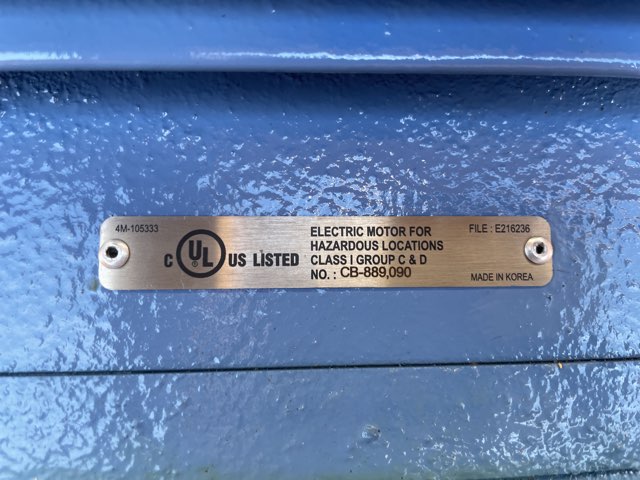 4M-105333
C UL US LISTED
ELECTRIC MOTOR FOR
HAZARDOUS LOCATIONS
CLASS I GROUP C & D
NO. : CB-889,090
FILE : E216236
MADE IN KOREA